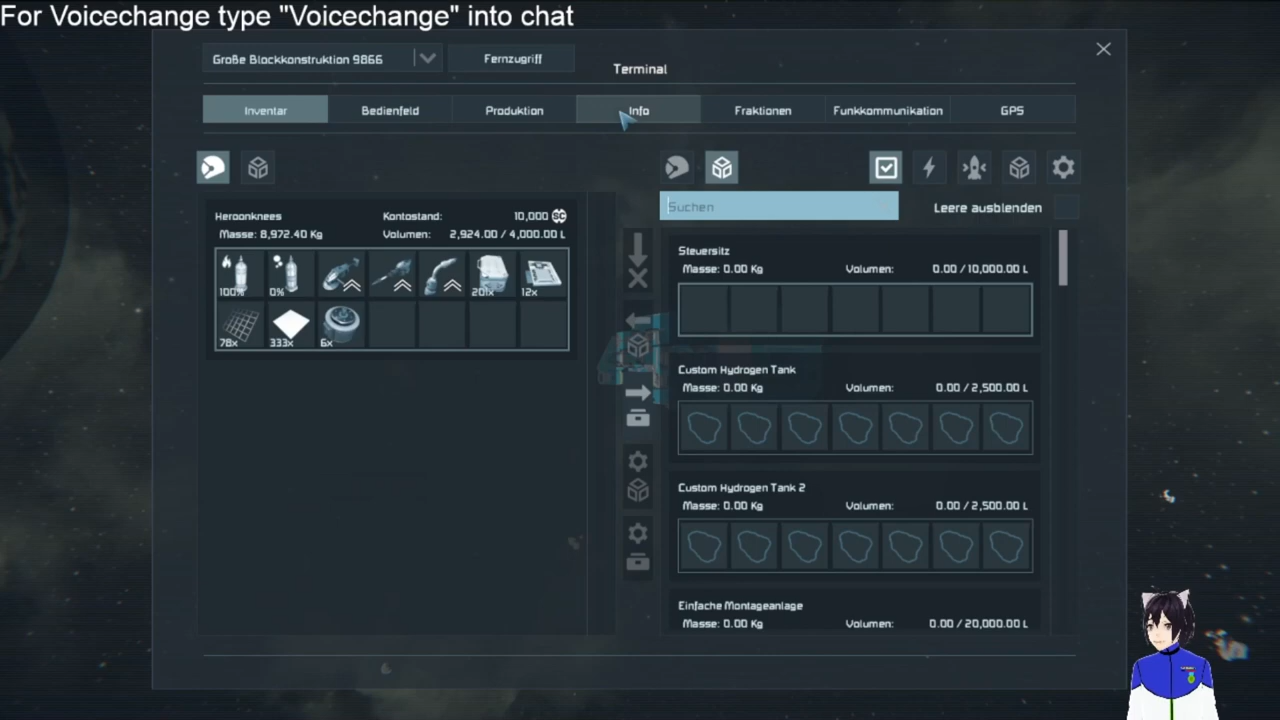 For Voicechange type "Voicechange" into chat
Große Blockkonstruktion 9866
Fernzugriff
Terminal
Inventar
Bedienfeld
Produktion
Info
Fraktionen
Funkkommunikation
GPS
Suchen
Leere ausblenden
Heroonknees
Kontostand: 10,000 SC
Masse: 8,972.40 Kg
Volumen: 2,924.00 / 4,000.00 L
100%
0%
201x
12x
78x
333x
6x
Steuersitz
Masse: 0.00 Kg
Volumen: 0.00 / 10,000.00 L
Custom Hydrogen Tank
Masse: 0.00 Kg
Volumen: 0.00 / 2,500.00 L
Custom Hydrogen Tank 2
Masse: 0.00 Kg
Volumen: 0.00 / 2,500.00 L
Einfache Montageanlage
Masse: 0.00 Kg
Volumen: 0.00 / 20,000.00 L